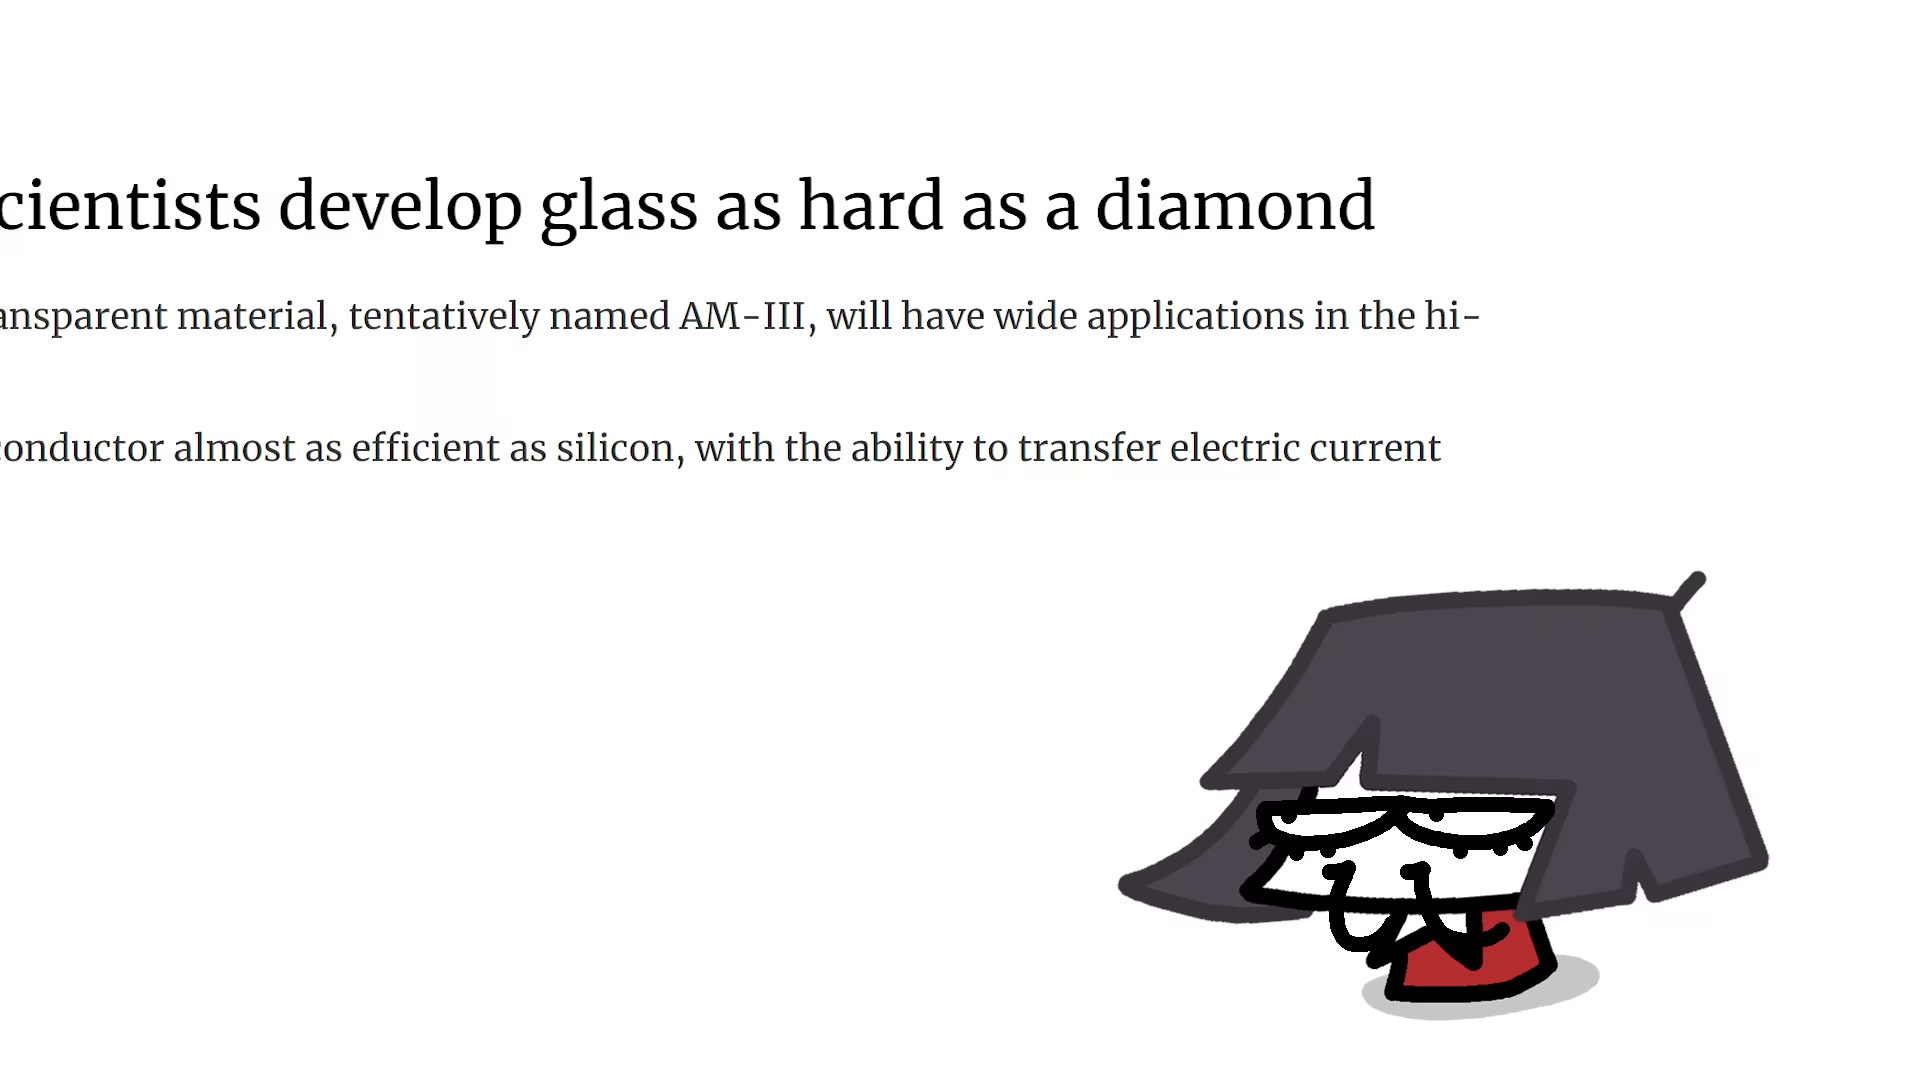 cientists develop glass as hard as a diamond
ansparent material, tentatively named AM-III, will have wide applications in the hi-
conductor almost as efficient as silicon, with the ability to transfer electric current